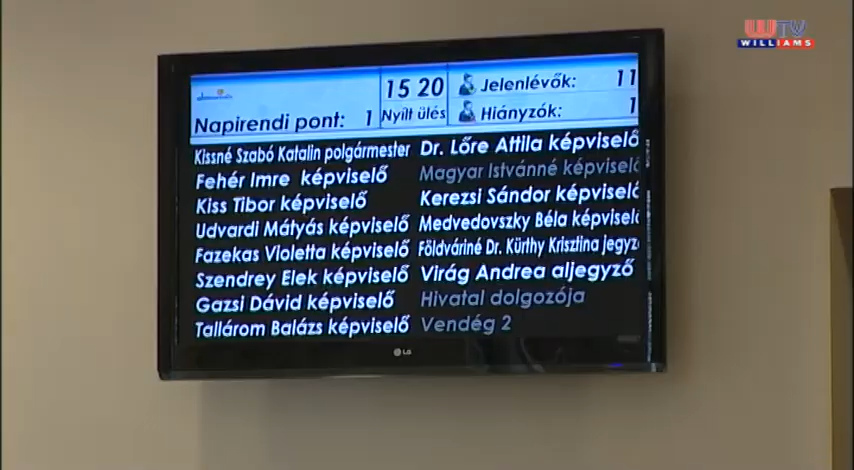 WTV
WILLIAMS
Napirendi pont: 1
15 20
Nyílt ülés
Jelenlévők: 11
Hiányzók: 1
Kissné Szabó Katalin polgármester
Fehér Imre képviselő
Kiss Tibor képviselő
Udvardi Mátyás képviselő
Fazekas Violetta képviselő
Szendrey Elek képviselő
Gazsi Dávid képviselő
Tallárom Balázs képviselő
Dr. Lőre Attila képviselő
Magyar Istvánné képviselő
Kerezsi Sándor képviselő
Medvedovszky Béla képviselő
Földváriné Dr. Kürthy Krisztina jegyz
Virág Andrea aljegyző
Hivatal dolgozója
Vendég 2
LG